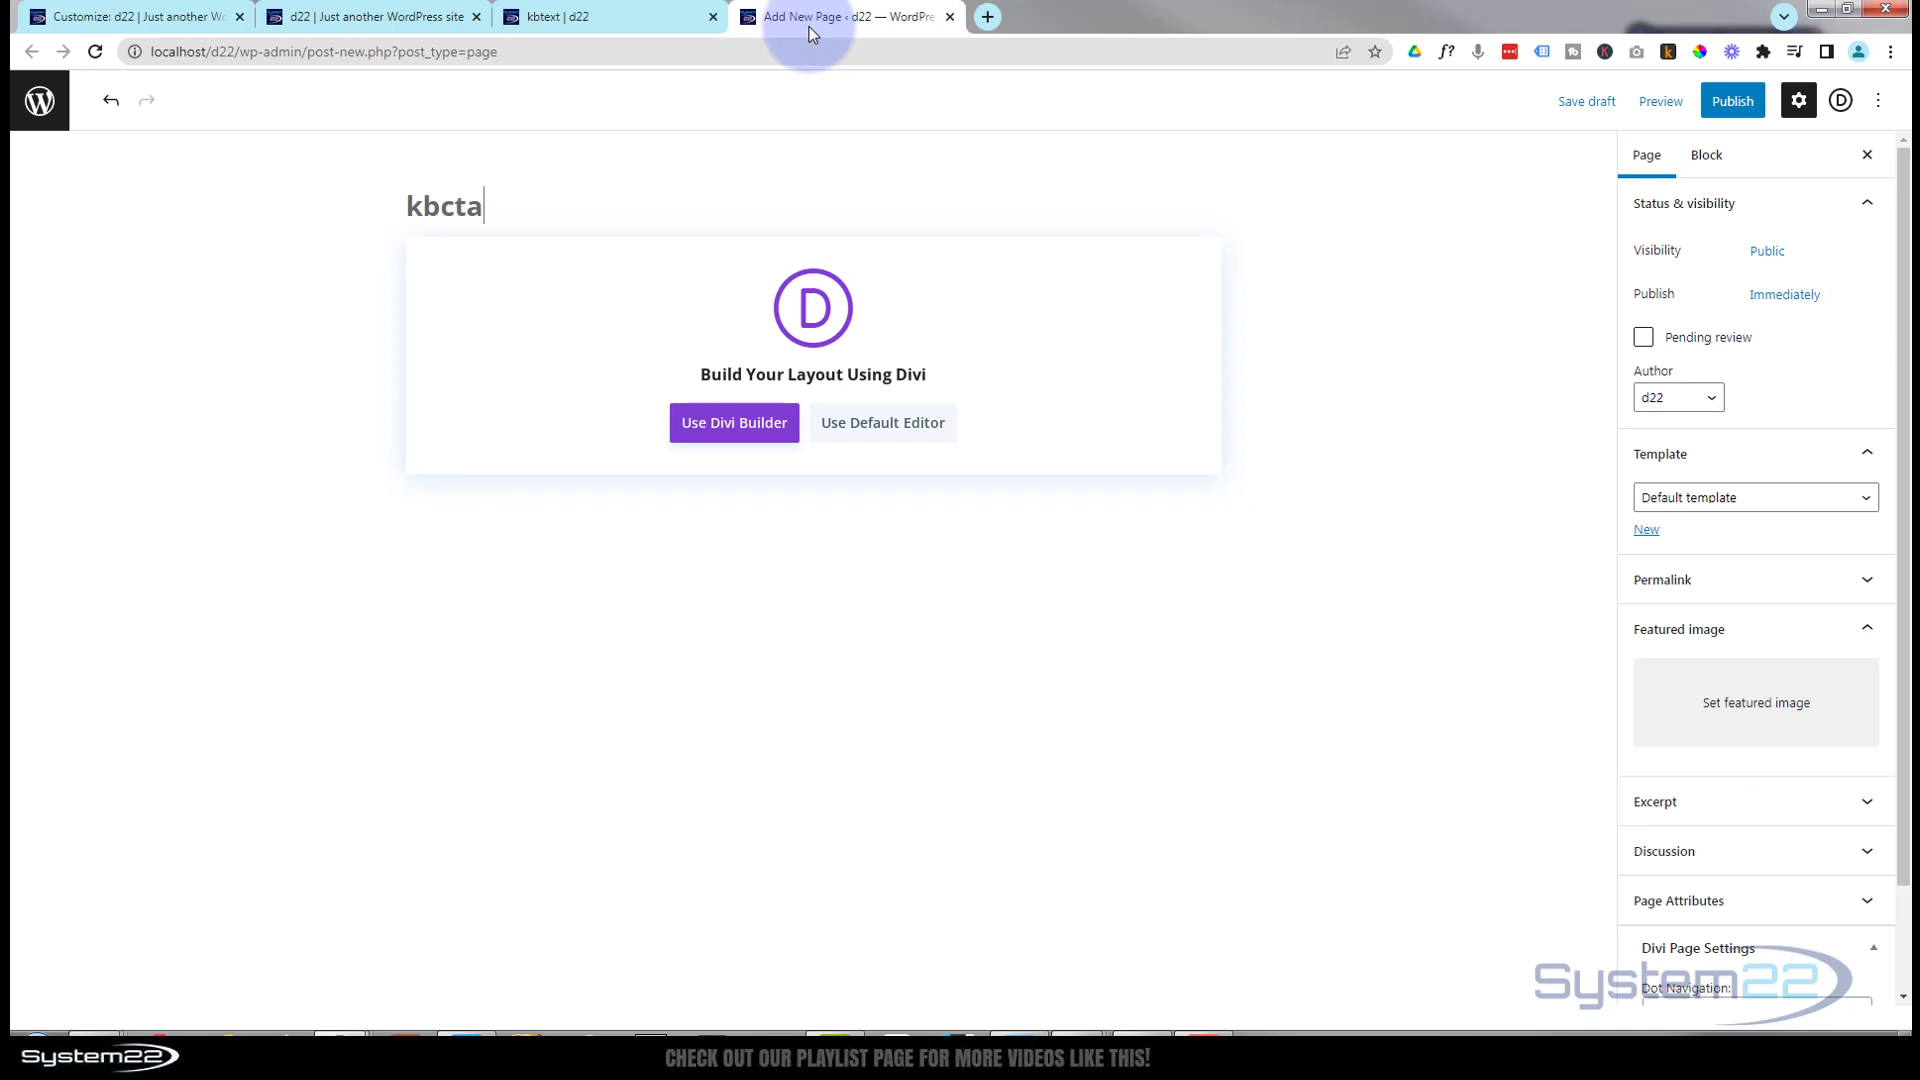 Customize: d22 | Just another Wo
d22 | Just another WordPress site
kbtext | d22
Add New Page ‹ d22 — WordPre
localhost/d22/wp-admin/post-new.php?post_type=page
Save draft
Preview
Publish
Page
Block
kbcta
Build Your Layout Using Divi
Use Divi Builder
Use Default Editor
Status & visibility
Visibility
Public
Publish
Immediately
Pending review
Author
d22
Template
Default template
New
Permalink
Featured image
Set featured image
Excerpt
Discussion
Page Attributes
Divi Page Settings
Dot Navigation:
System22
System22
CHECK OUT OUR PLAYLIST PAGE FOR MORE VIDEOS LIKE THIS!